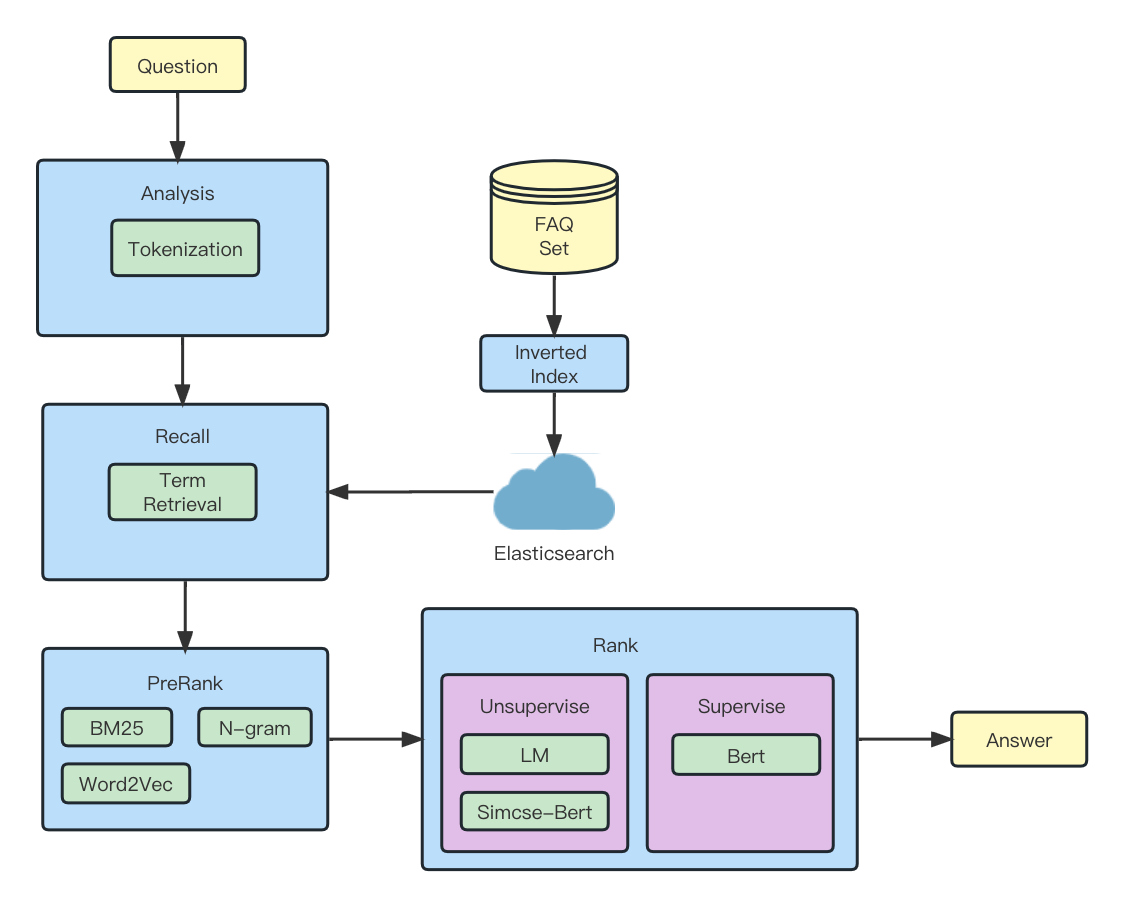 Question
Analysis
Tokenization
FAQ
Set
Inverted
Index
Recall
Term
Retrieval
Elasticsearch
PreRank
BM25
N-gram
Word2Vec
Rank
Unsupervise
LM
Simcse-Bert
Supervise
Bert
Answer